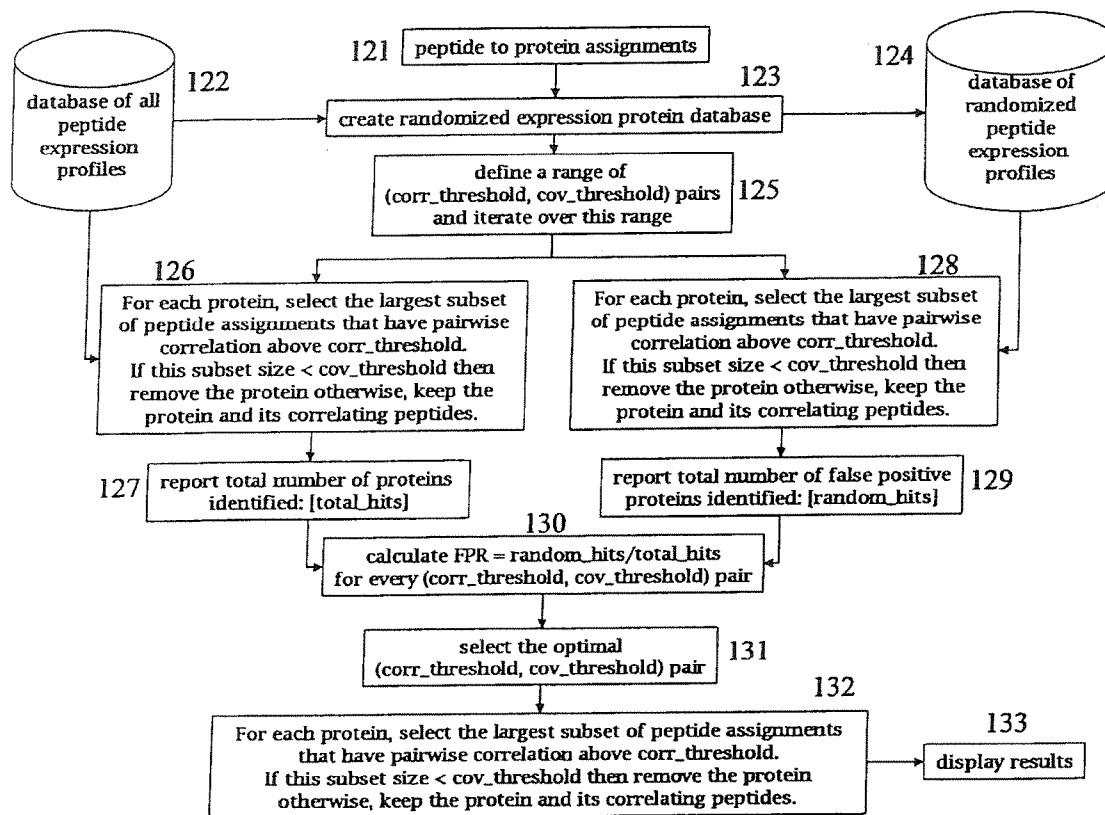 121
peptide to protein assignments
122
database of all
peptide
expression
profiles
123
create randomized expression protein database
124
database of
randomized
peptide
expression
profiles
define a range of
(corr_threshold, cov_threshold) pairs
and iterate over this range
125
126
For each protein, select the largest subset
of peptide assignments that have pairwise
correlation above corr_threshold.
If this subset size < cov_threshold then
remove the protein otherwise, keep the
protein and its correlating peptides.
128
For each protein, select the largest subset
of peptide assignments that have pairwise
correlation above corr_threshold.
If this subset size < cov_threshold then
remove the protein otherwise, keep the
protein and its correlating peptides.
127
report total number of proteins
identified: [total_hits]
report total number of false positive
proteins identified: [random_hits]
129
130
calculate FPR = random_hits/total_hits
for every (corr_threshold, cov_threshold) pair
select the optimal
(corr_threshold, cov_threshold) pair
131
132
For each protein, select the largest subset of peptide assignments
that have pairwise correlation above corr_threshold.
If this subset size < cov_threshold then remove the protein
otherwise, keep the protein and its correlating peptides.
133
display results